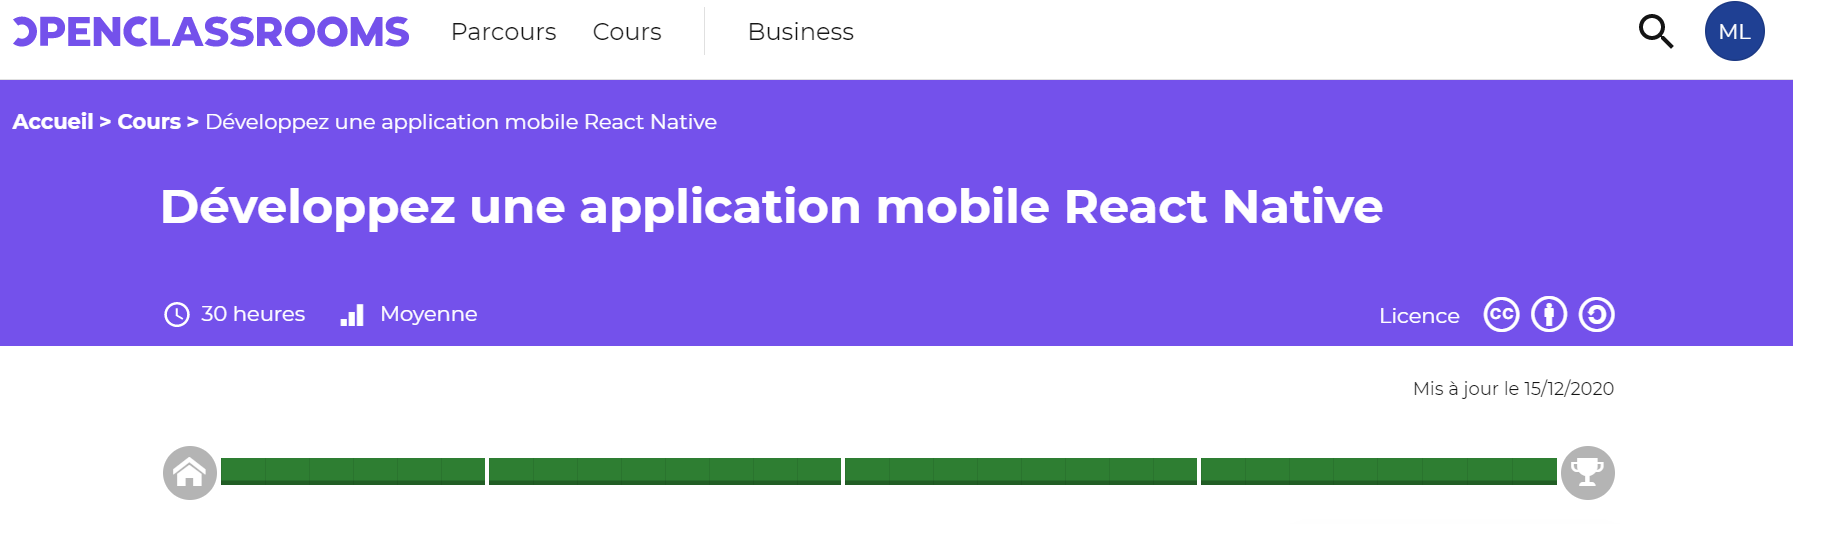 OPENCLASSROOMS Parcours Cours Business ML
Accueil > Cours > Développez une application mobile React Native
Développez une application mobile React Native
30 heures Moyenne Licence cc
Mis à jour le 15/12/2020